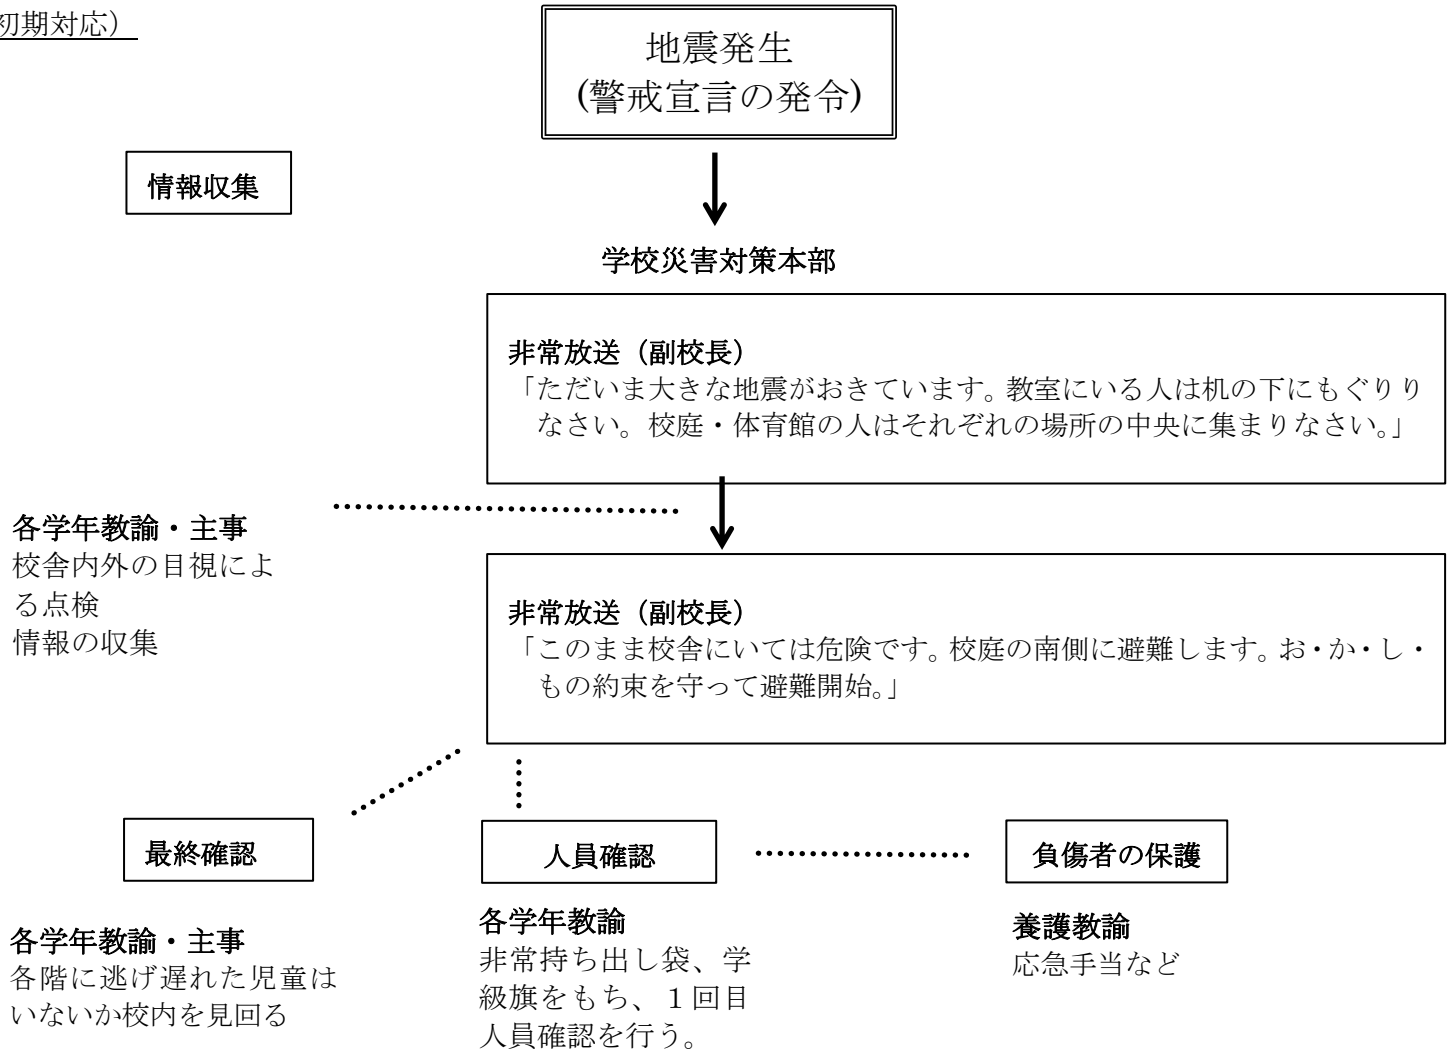 初期対応）
地震発生
(警戒宣言の発令)
情報収集
学校災害対策本部
非常放送（副校長）
「ただいま大きな地震がおきています。教室にいる人は机の下にもぐりり
なさい。校庭・体育館の人はそれぞれの場所の中央に集まりなさい。」
各学年教諭・主事
校舎内外の目視によ
る点検
情報の収集
非常放送（副校長）
「このまま校舎にいては危険です。校庭の南側に避難します。お・か・し・
もの約束を守って避難開始。」
最終確認
人員確認
負傷者の保護
各学年教諭・主事
各階に逃げ遅れた児童は
いないか校内を見回る
各学年教諭
非常持ち出し袋、学
級旗をもち、１回目
人員確認を行う。
養護教諭
応急手当など